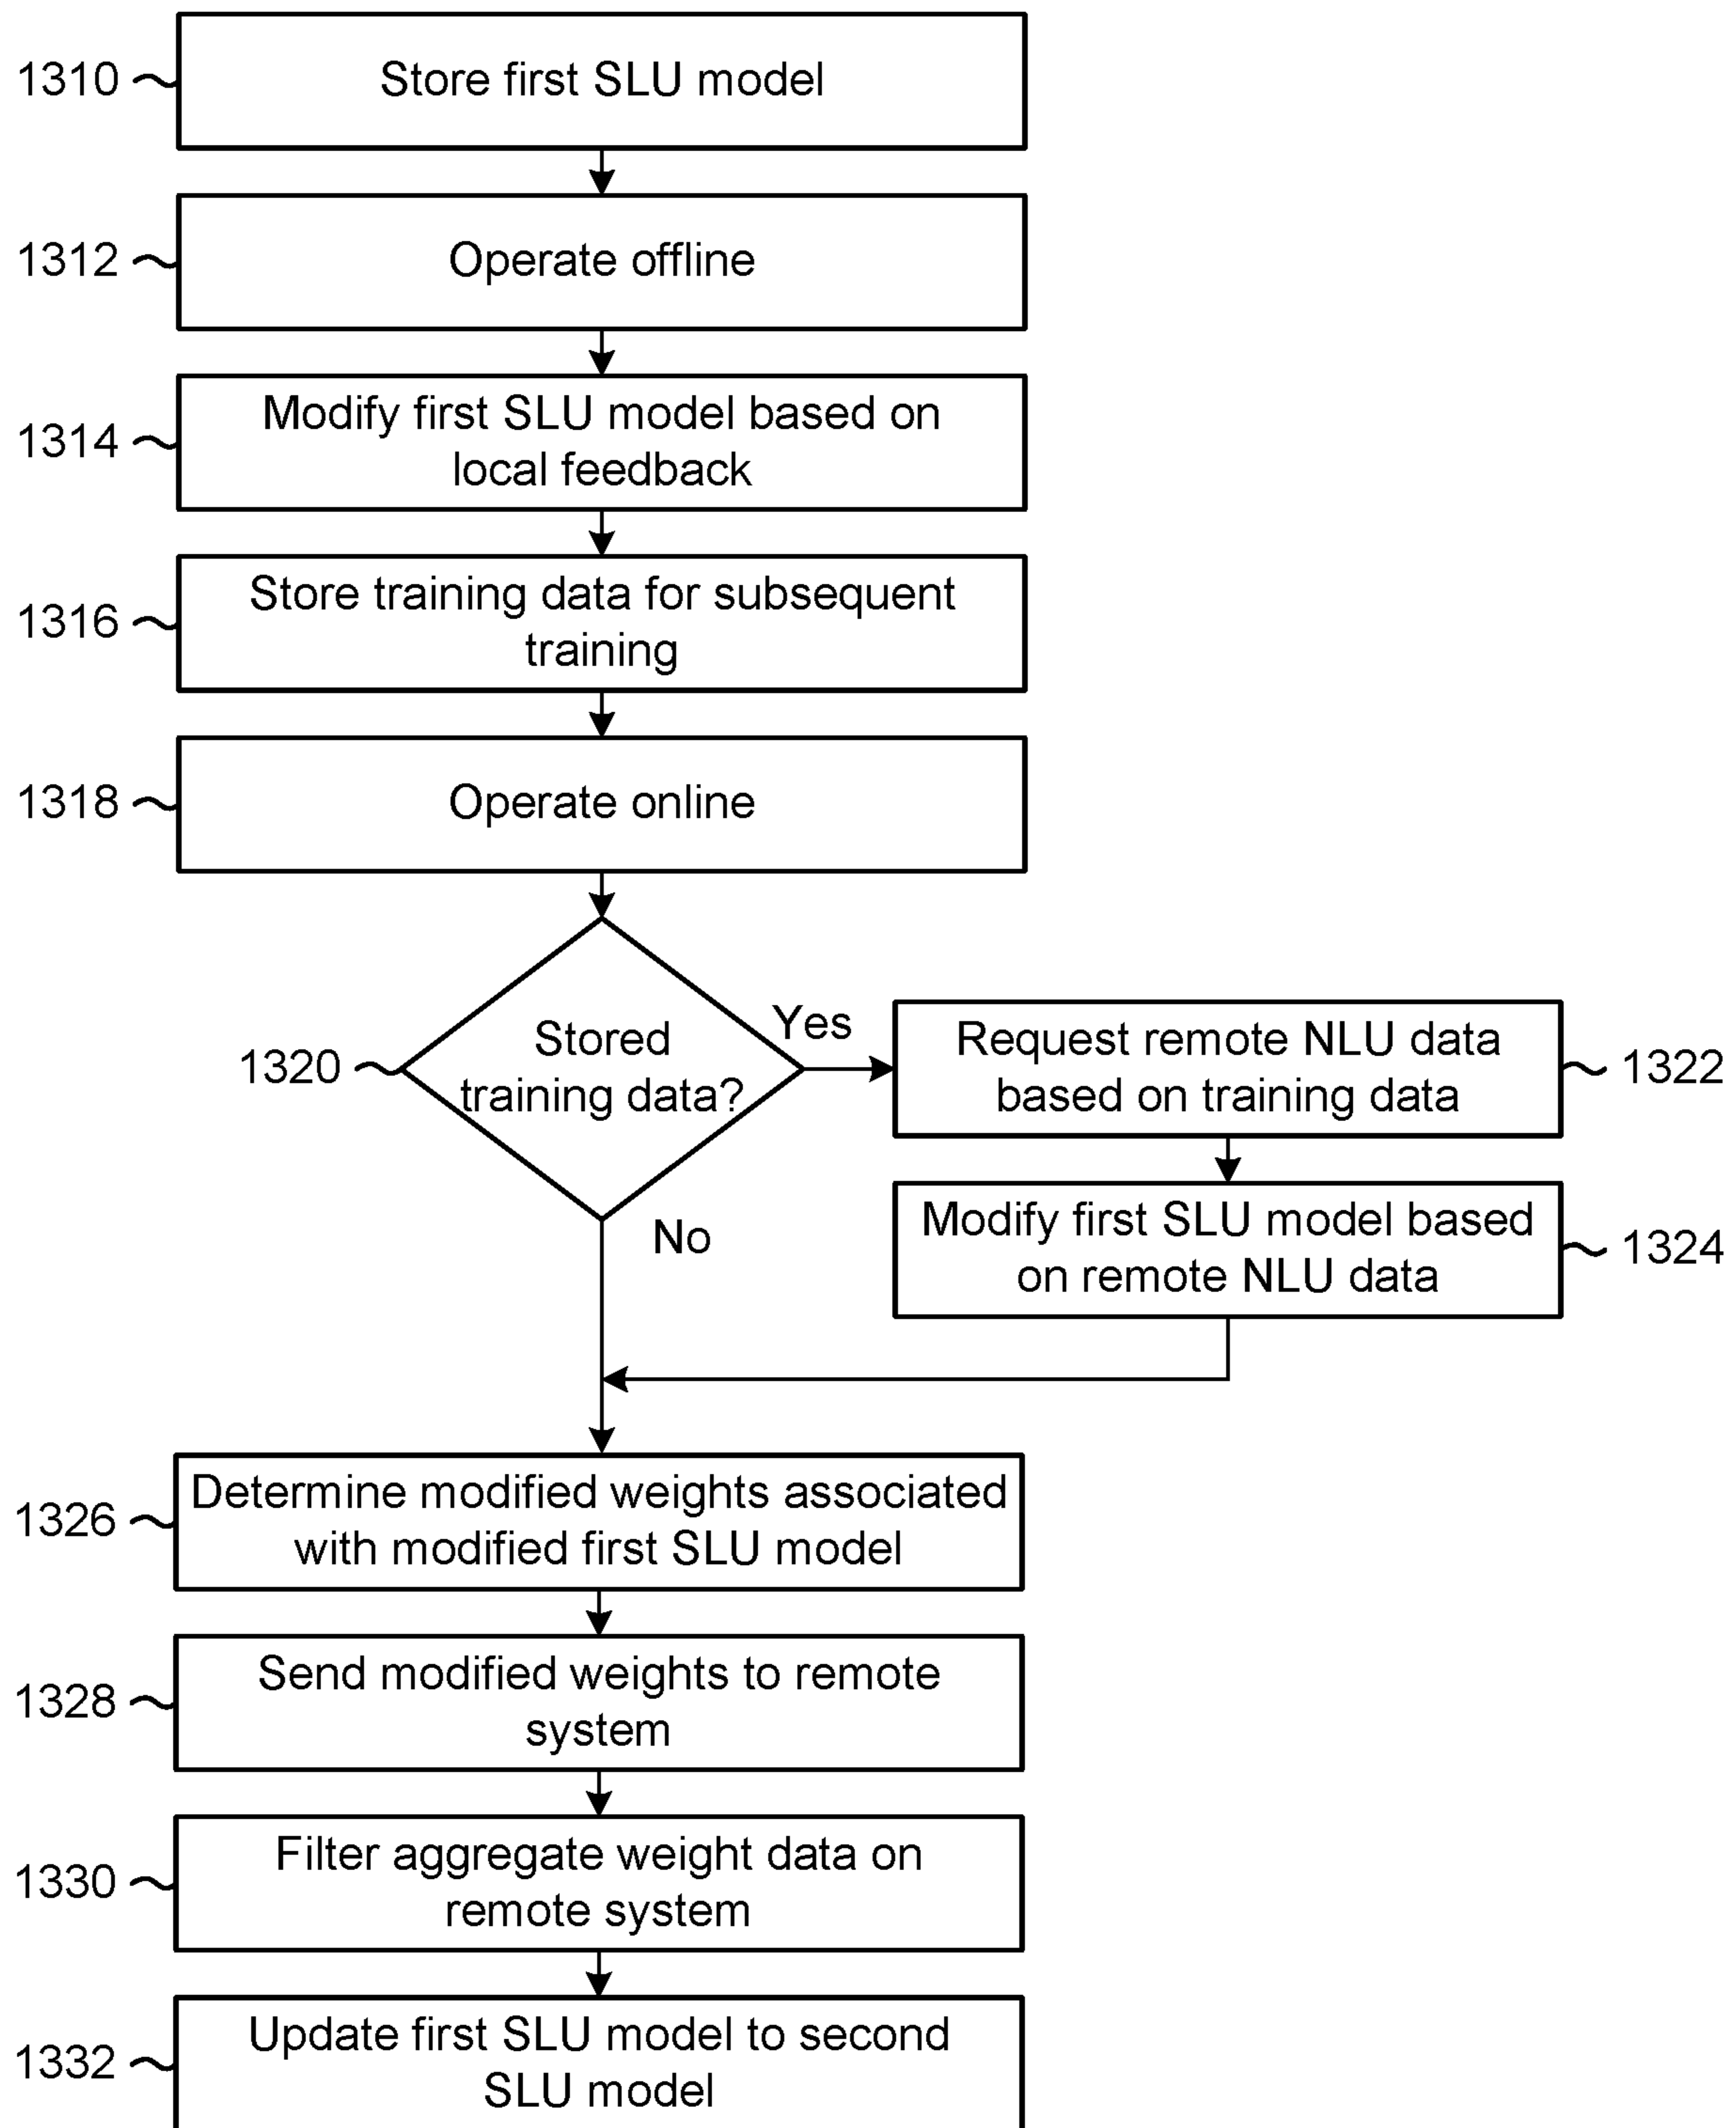 1310
Store first SLU model
1312
Operate offline
1314
Modify first SLU model based on
local feedback
1316
Store training data for subsequent
training
1318
Operate online
1320
Stored
training data?
Yes
No
Request remote NLU data
based on training data
1322
Modify first SLU model based
on remote NLU data
1324
1326
Determine modified weights associated
with modified first SLU model
1328
Send modified weights to remote
system
1330
Filter aggregate weight data on
remote system
1332
Update first SLU model to second
SLU model